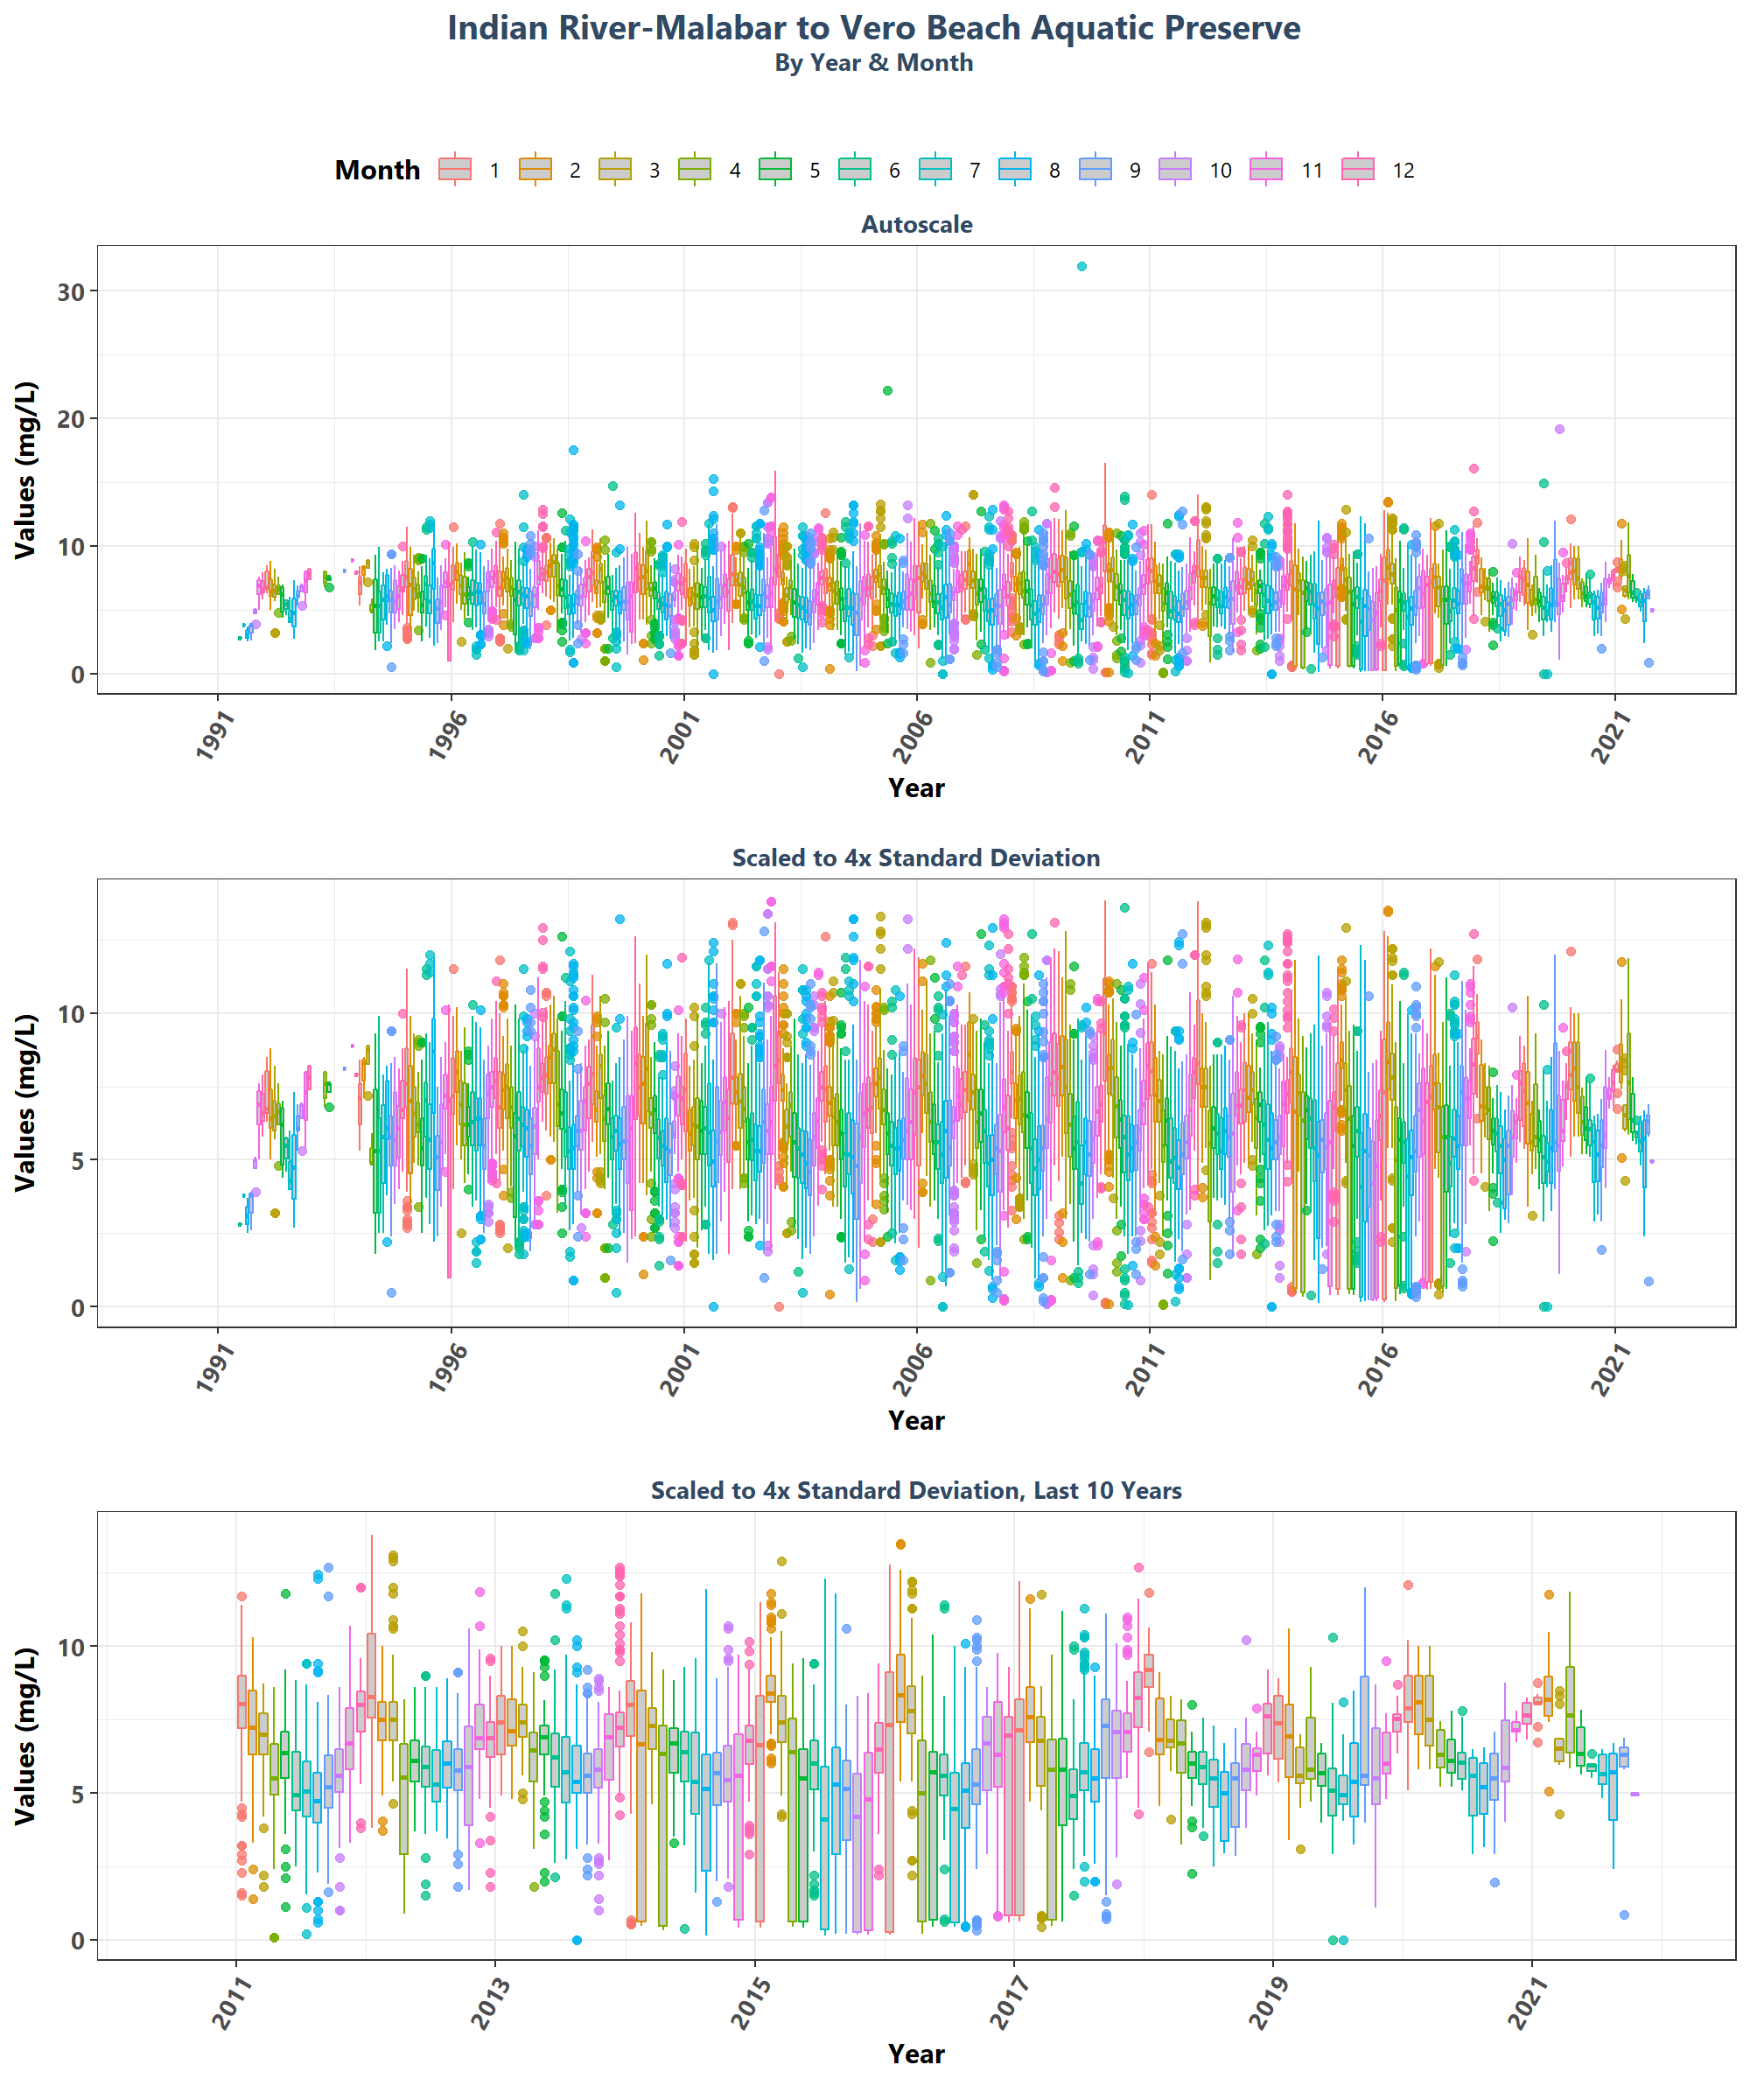 Indian River-Malabar to Vero Beach Aquatic Preserve
By Year & Month
Month 1 2 3 4 5 6 7 8 9 10 11 12
Autoscale
Values (mg/L)
30
20
10
0
1991 1996 2001 2006 2011 2016 2021
Year
Scaled to 4x Standard Deviation
Values (mg/L)
10
5
0
1991 1996 2001 2006 2011 2016 2021
Year
Scaled to 4x Standard Deviation, Last 10 Years
Values (mg/L)
10
5
0
2011 2013 2015 2017 2019 2021
Year